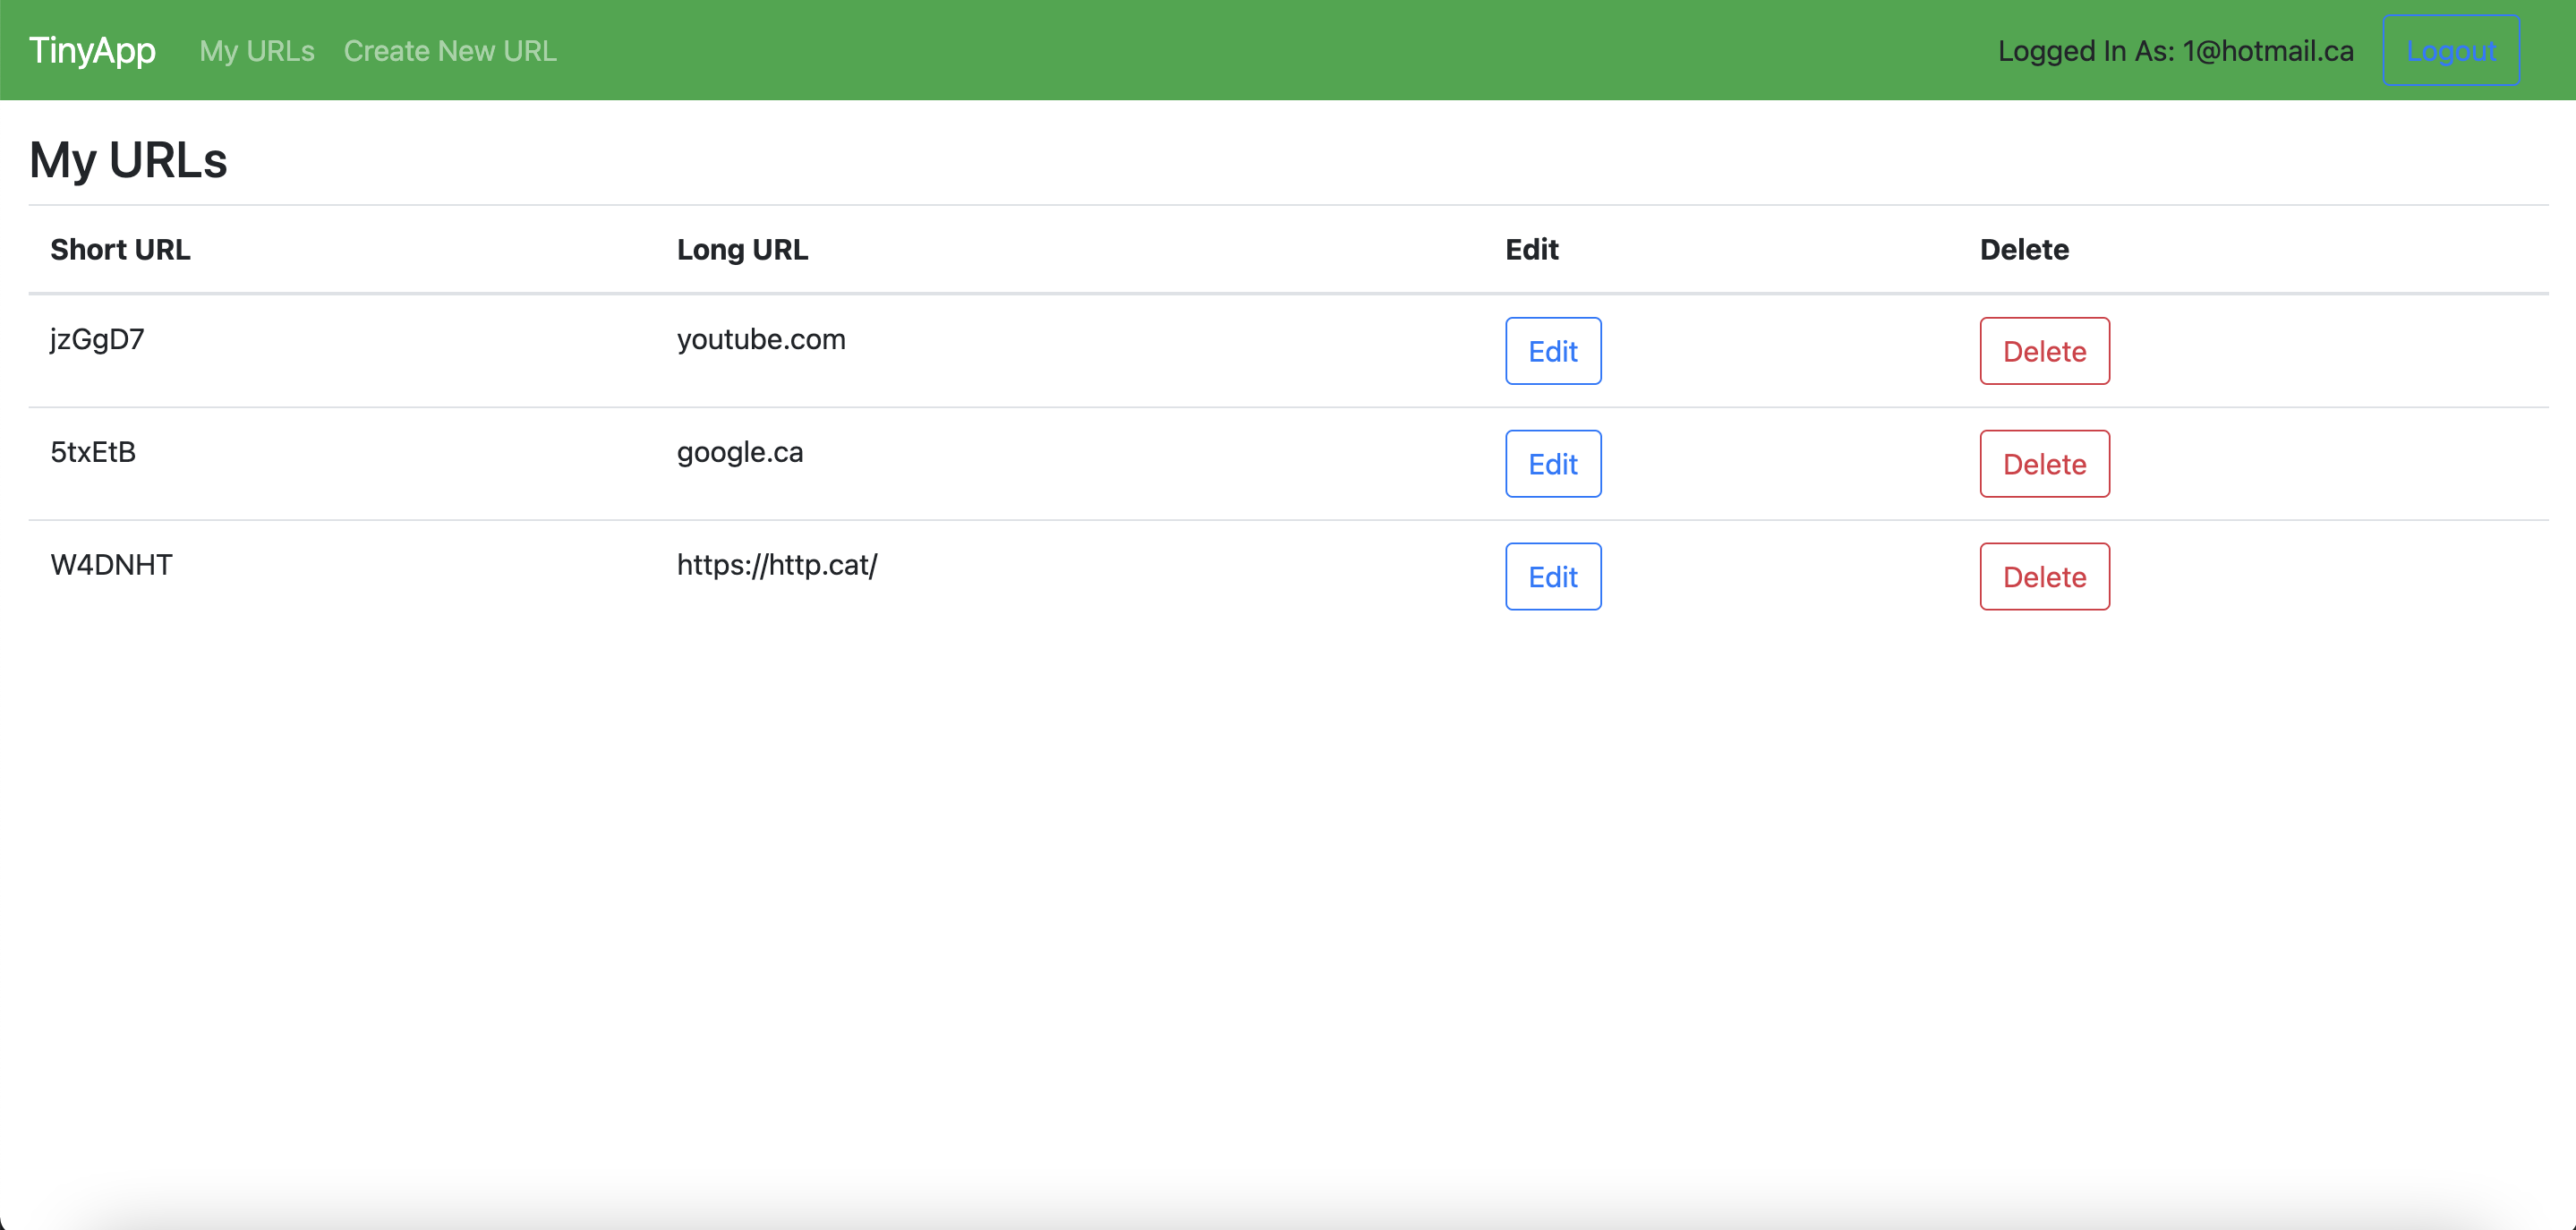 TinyApp My URLs Create New URL Logged In As: 1@hotmail.ca Logout
My URLs
Short URL Long URL Edit Delete
jzGgD7 youtube.com Edit Delete
5txEtB google.ca Edit Delete
W4DNHT https://http.cat/ Edit Delete